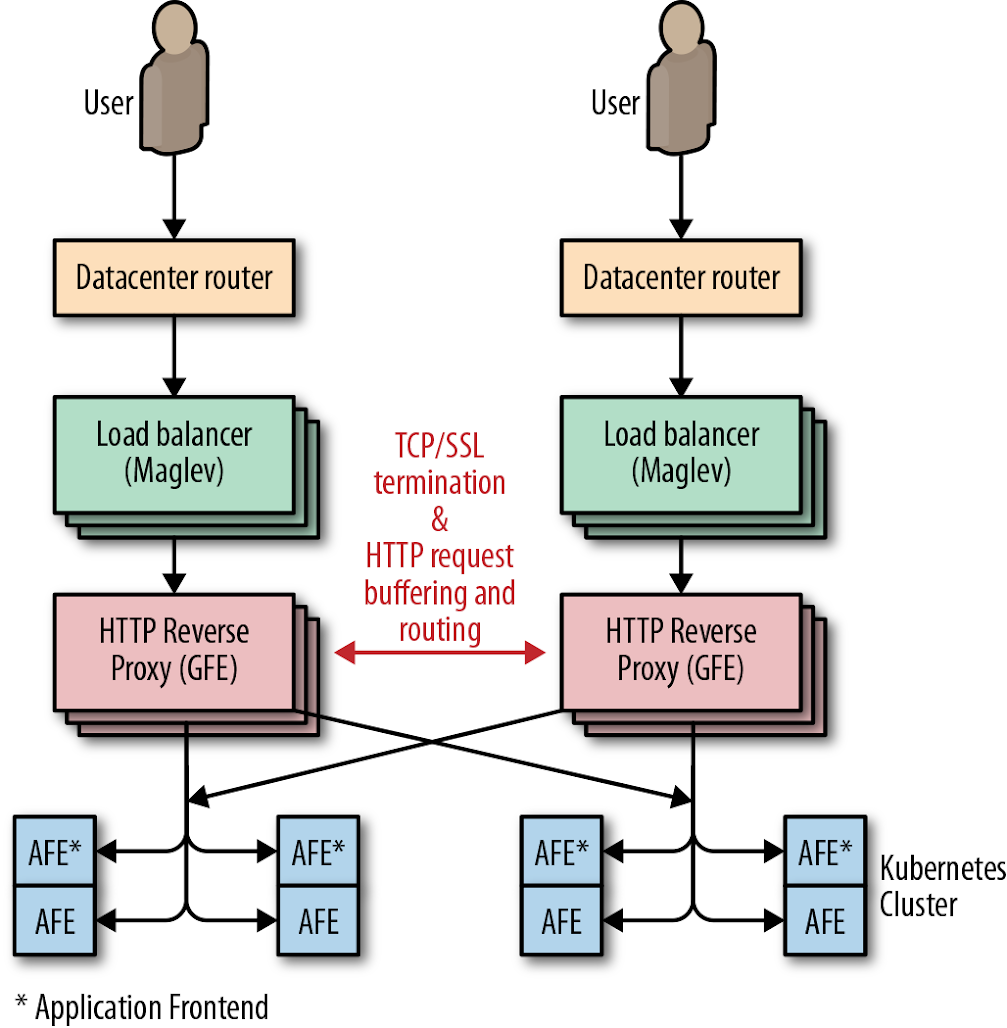 User
User
Datacenter router
Datacenter router
Load balancer
(Maglev)
Load balancer
(Maglev)
TCP/SSL
termination
&
HTTP request
buffering and
routing
HTTP Reverse
Proxy (GFE)
HTTP Reverse
Proxy (GFE)
AFE*
AFE*
AFE*
AFE*
AFE
AFE
AFE
AFE
Kubernetes
Cluster
* Application Frontend